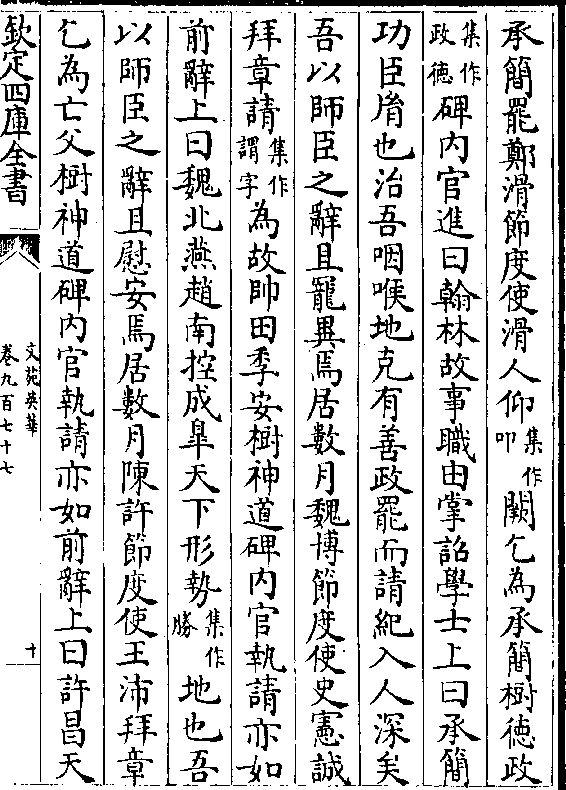 承簡罷鄭滑節度使滑人仰集作叩闕乞為承簡樹德政
集作政德碑内官進曰翰林故事職由掌詔學士上曰承簡
功臣胤也治吾咽喉地克有善政罷而請紀入人深矣
吾以師臣之辭且寵異焉居數月魏博節度使史憲誠
拜章請集作謂字為故帥田季安樹神道碑内官執請亦如
前辭上曰魏北燕趙南控成臯天下形勢集作勝地也吾
以師臣之辭且慰安焉居數月陳許節度使王沛拜章
乞為亡父樹神道碑内官執請亦如前辭上曰許昌天
欽定四庫全書
文苑英華
卷九百七十七
十